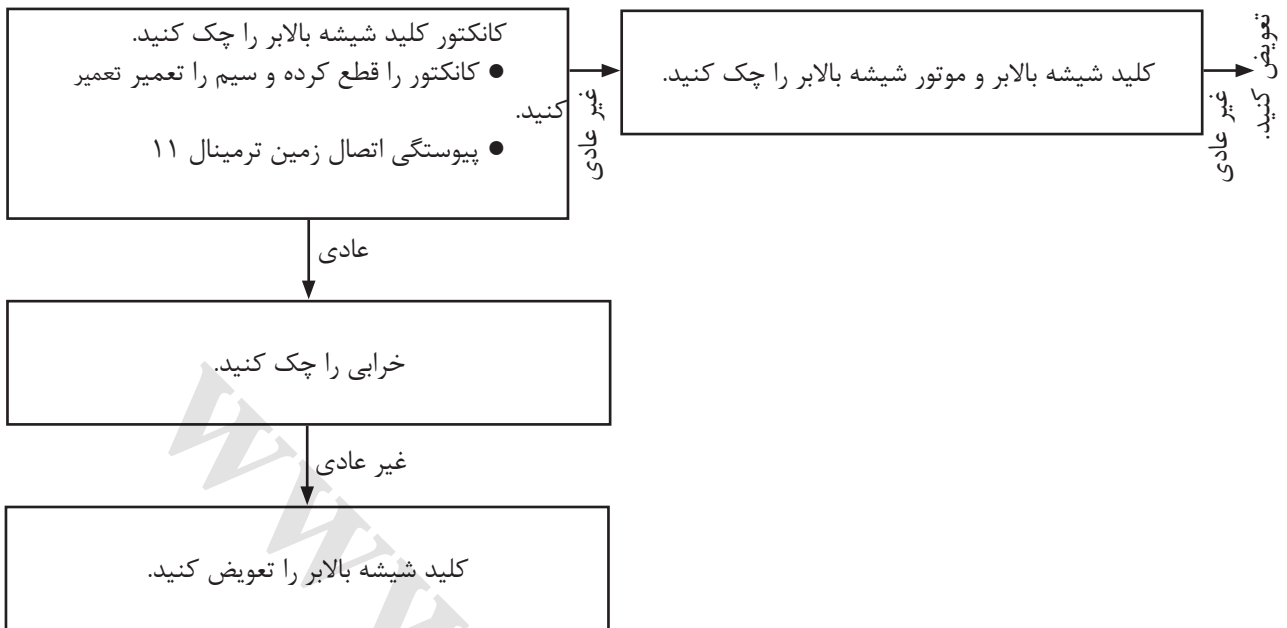 کانکتور کلید شیشه بالابر را چک کنید.
● کانکتور را قطع کرده و سیم را تعمیر تعمیر
کنید.
● پیوستگی اتصال زمین ترمینال ۱۱
غیر عادی
کلید شیشه بالابر و موتور شیشه بالابر را چک کنید.
غیر عادی
تعویض کنید.
عادی
خرابی را چک کنید.
غیر عادی
کلید شیشه بالابر را تعویض کنید.
WWW